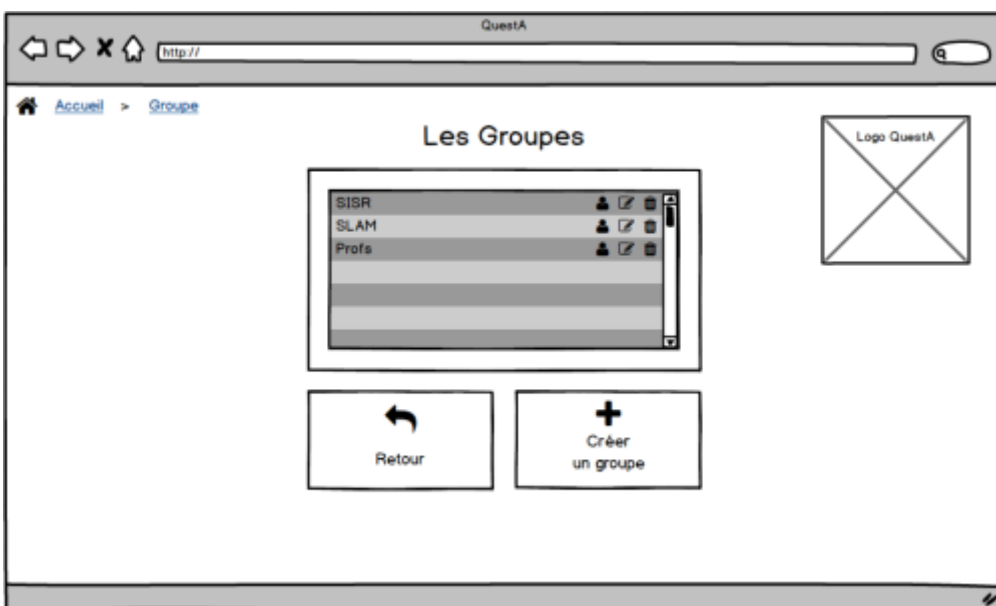 QuestA
http://
Accueil > Groupe
Les Groupes
Logo QuestA
SISR
SLAM
Profs
Retour
Créer
un groupe